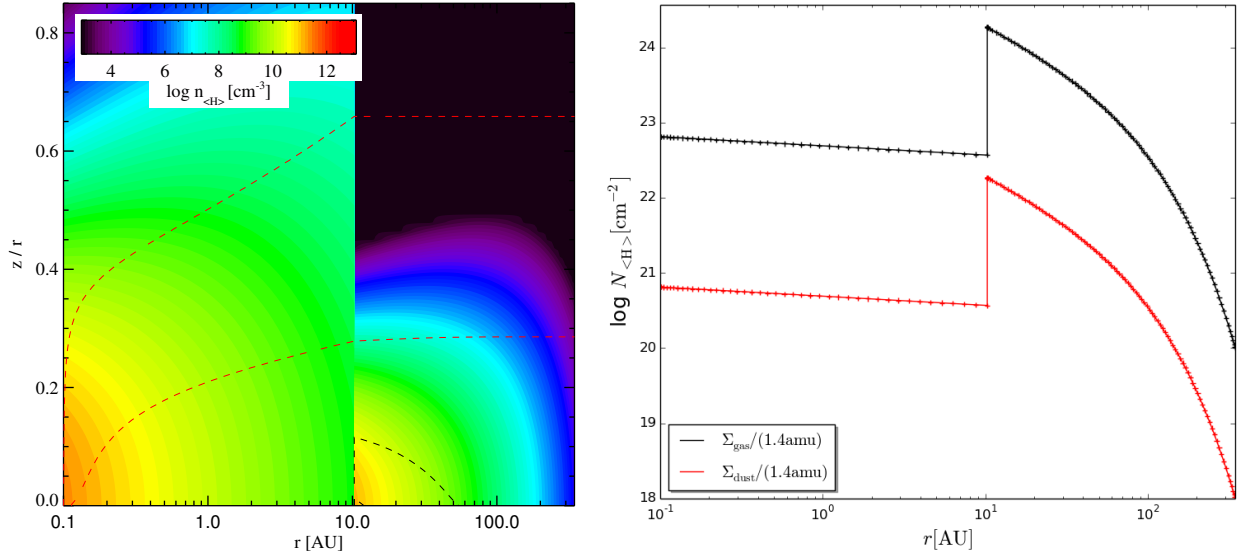 4 6 8 10 12
log n<H> [cm-3]
0.8
0.6
0.4
0.2
0.0
z / r
0.1 1.0 10.0 100.0
r [AU]
24
23
22
21
20
19
18
log N<H>[cm−2]
Σgas/(1.4amu)
Σdust/(1.4amu)
10-1 100 101 102
r[AU]